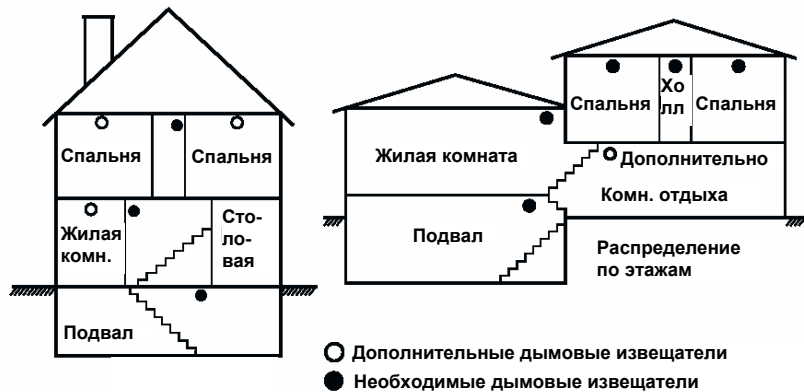 Спальня
Спальня
Жилая
комн.
Сто-
ло-
вая
Подвал
Спальня
Хо
лл
Спальня
Жилая комната
Дополнительно
Комн. отдыха
Подвал
Распределение
по этажам
Дополнительные дымовые извещатели
Необходимые дымовые извещатели